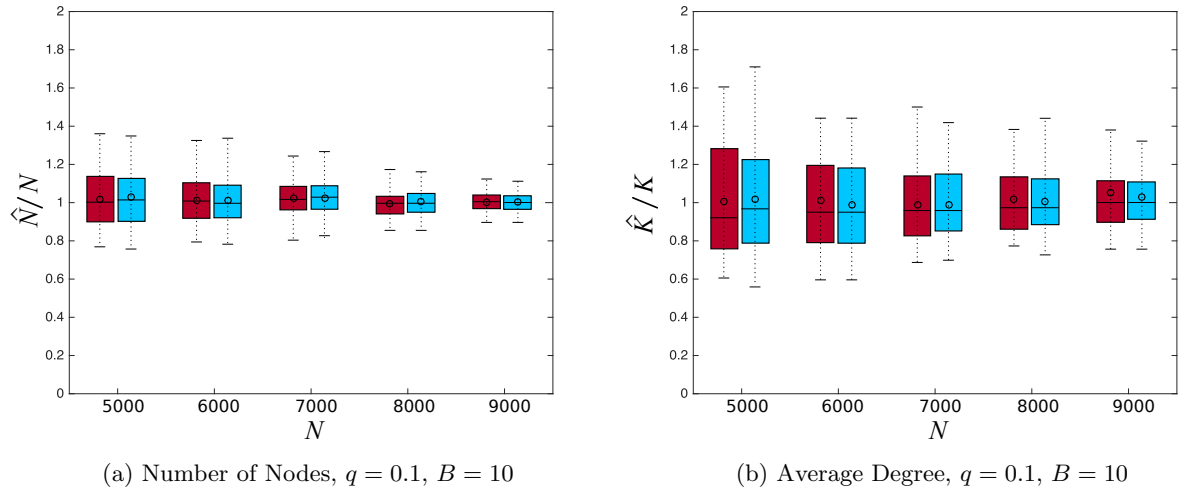 2
1.8
1.6
1.4
1.2
1
0.8
0.6
0.4
0.2
0
N̂/N
5000 6000 7000 8000 9000
N
(a) Number of Nodes, q = 0.1, B = 10
2
1.8
1.6
1.4
1.2
1
0.8
0.6
0.4
0.2
0
K̂/K
5000 6000 7000 8000 9000
N
(b) Average Degree, q = 0.1, B = 10